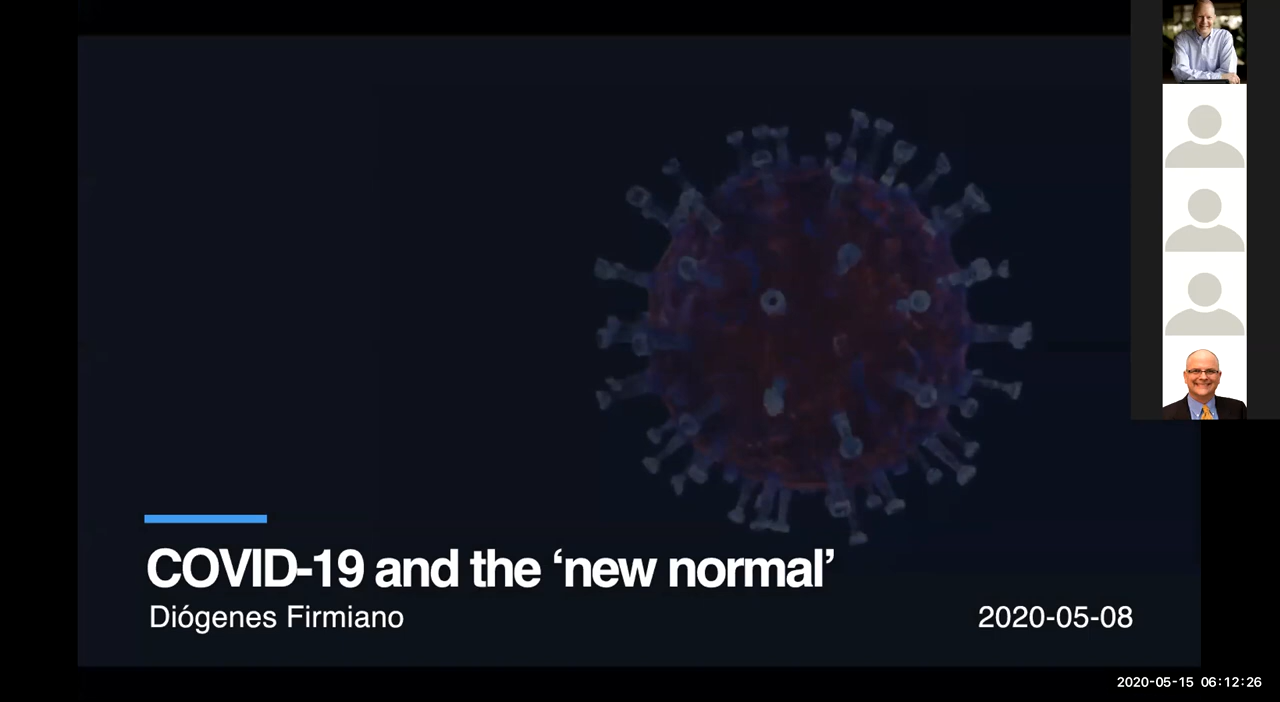 COVID-19 and the ‘new normal’
Diógenes Firmiano
2020-05-08
2020-05-15 06:12:26